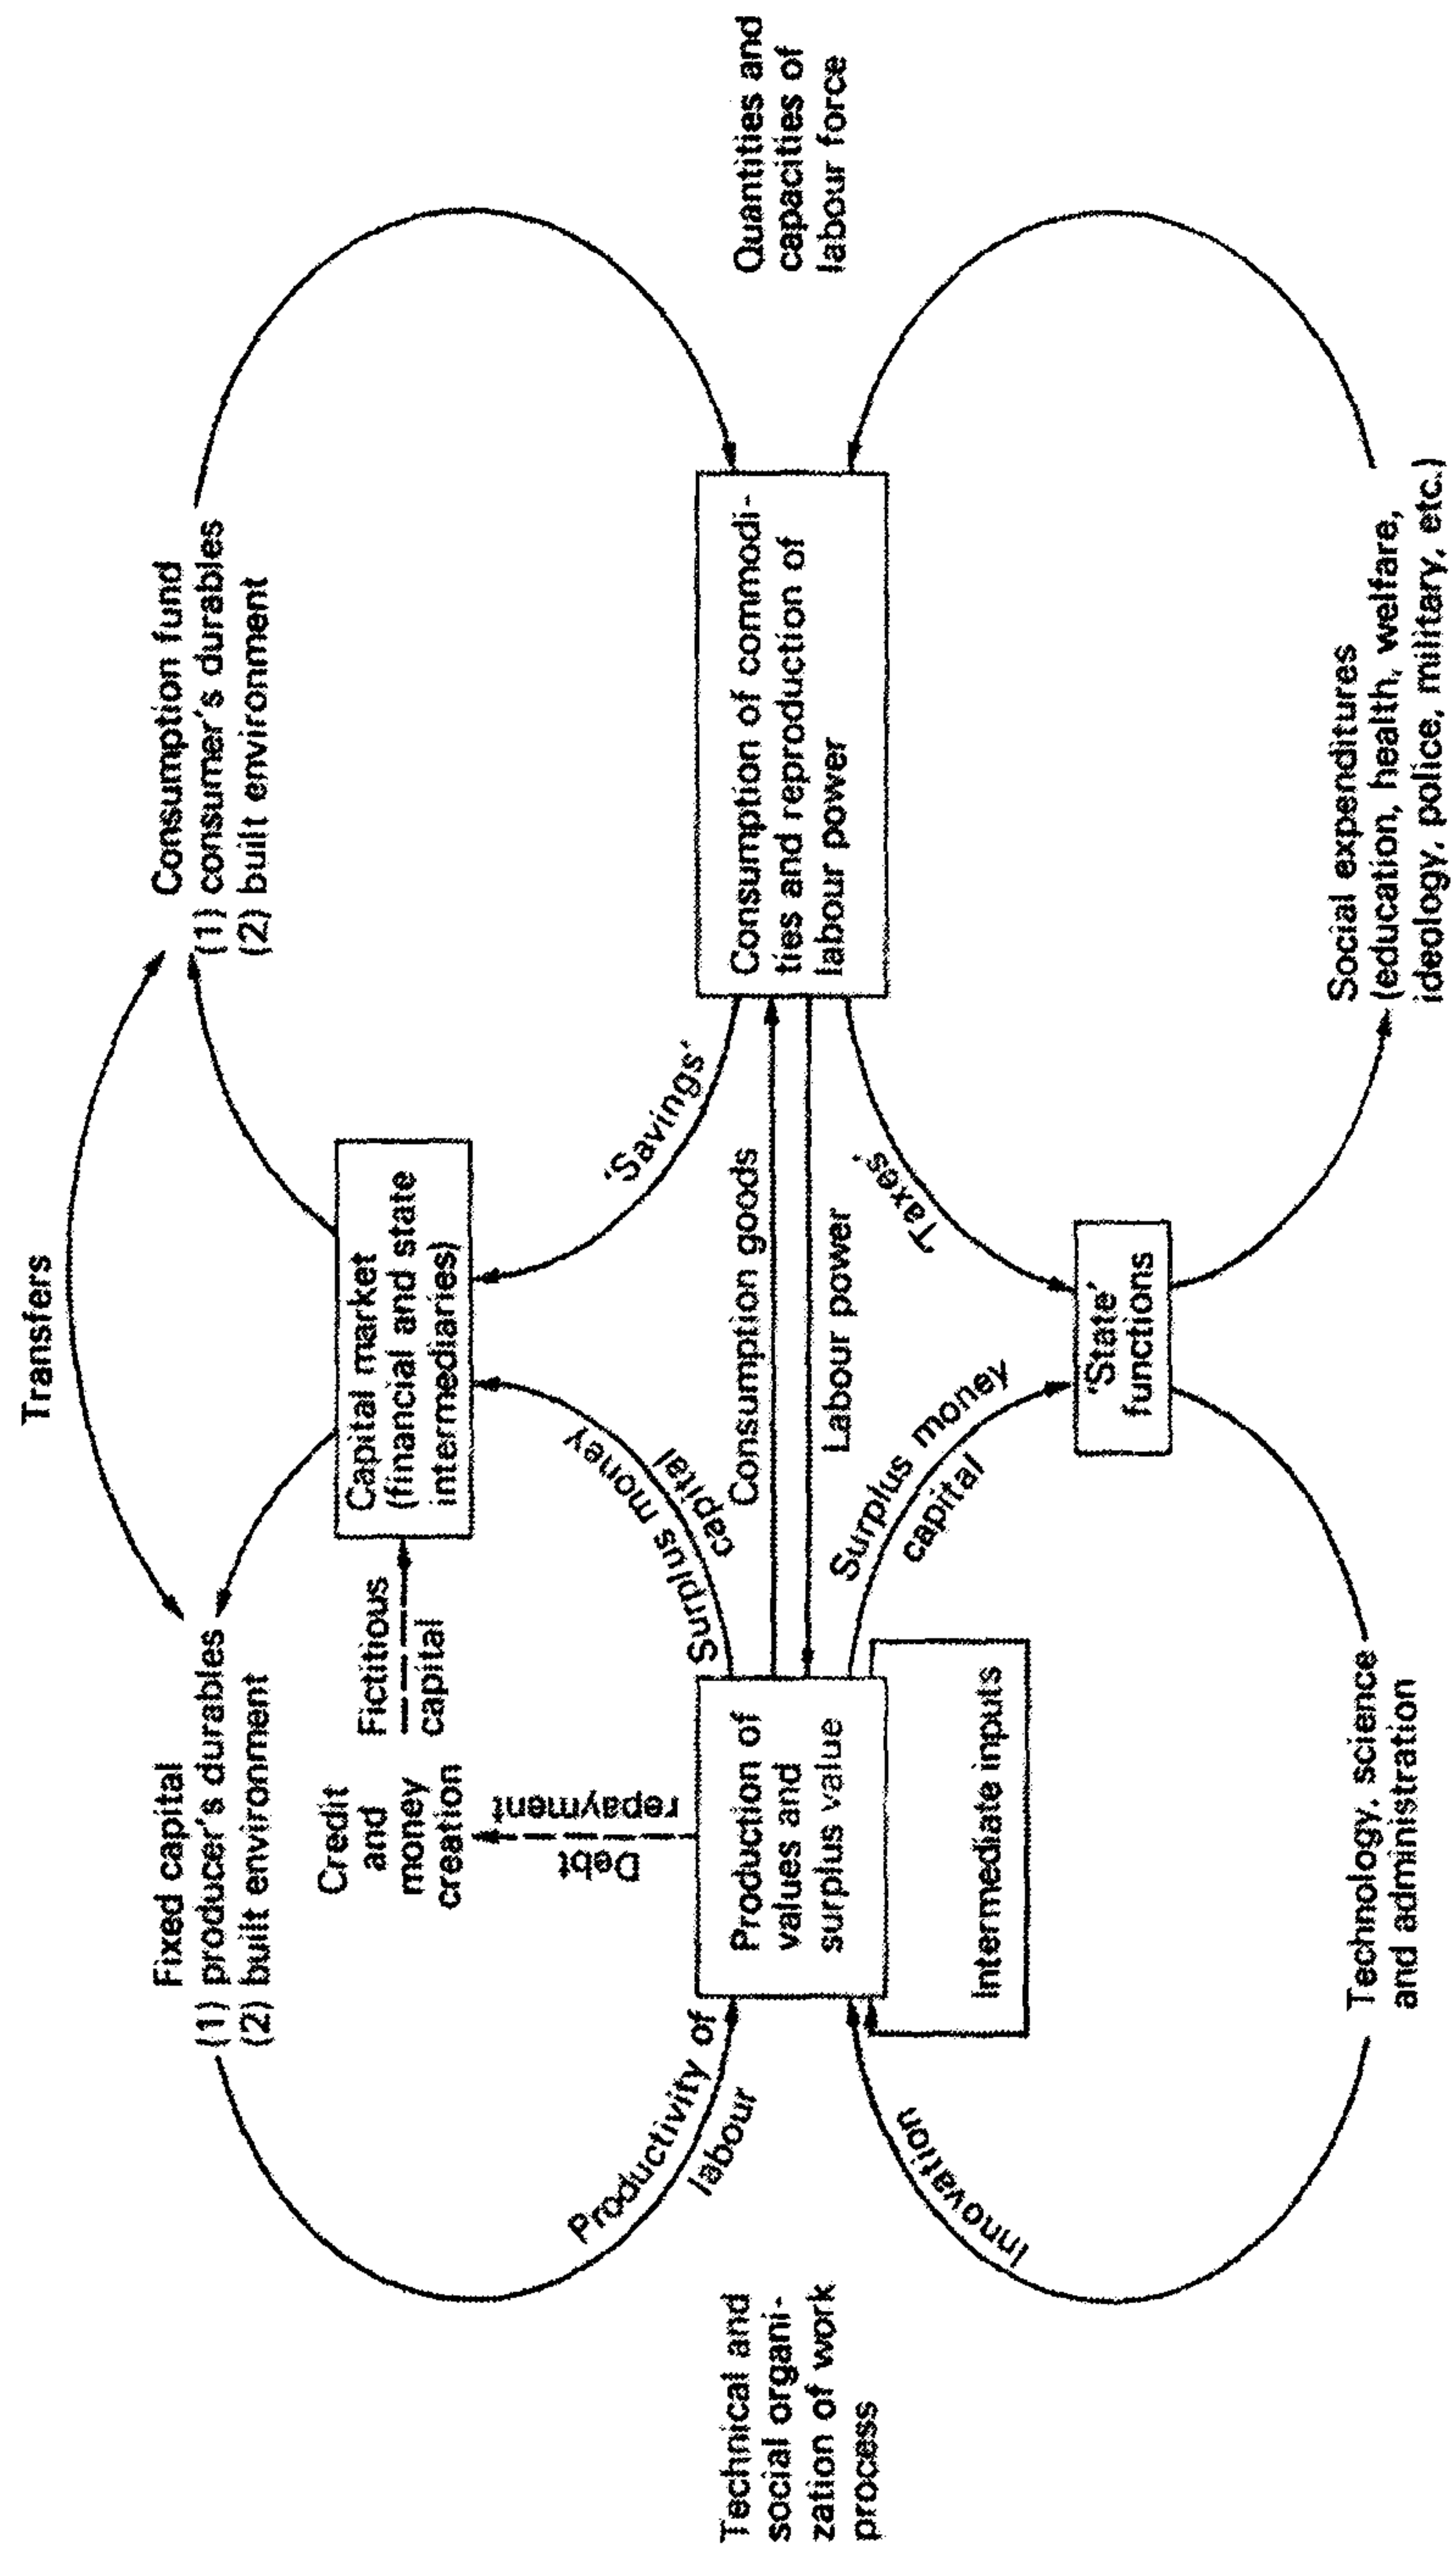 Transfers
Fixed capital
(1) producer's durables
(2) built environment
Consumption fund
(1) consumer's durables
(2) built environment
Credit
and
money
creation
Fictitious
capital
Capital market
(financial and state
intermediaries)
Debt
repayment
Surplus money
capital
'Savings'
Productivity of
labour
Technical and
social organi-
zation of work
process
Production of
values and
surplus value
Consumption goods
Labour power
Consumption of commodi-
ties and reproduction of
labour power
Quantities and
capacities of
labour force
Intermediate inputs
Innovation
Surplus money
capital
'Taxes'
'State'
functions
Technology, science
and administration
Social expenditures
(education, health, welfare,
ideology, police, military, etc.)